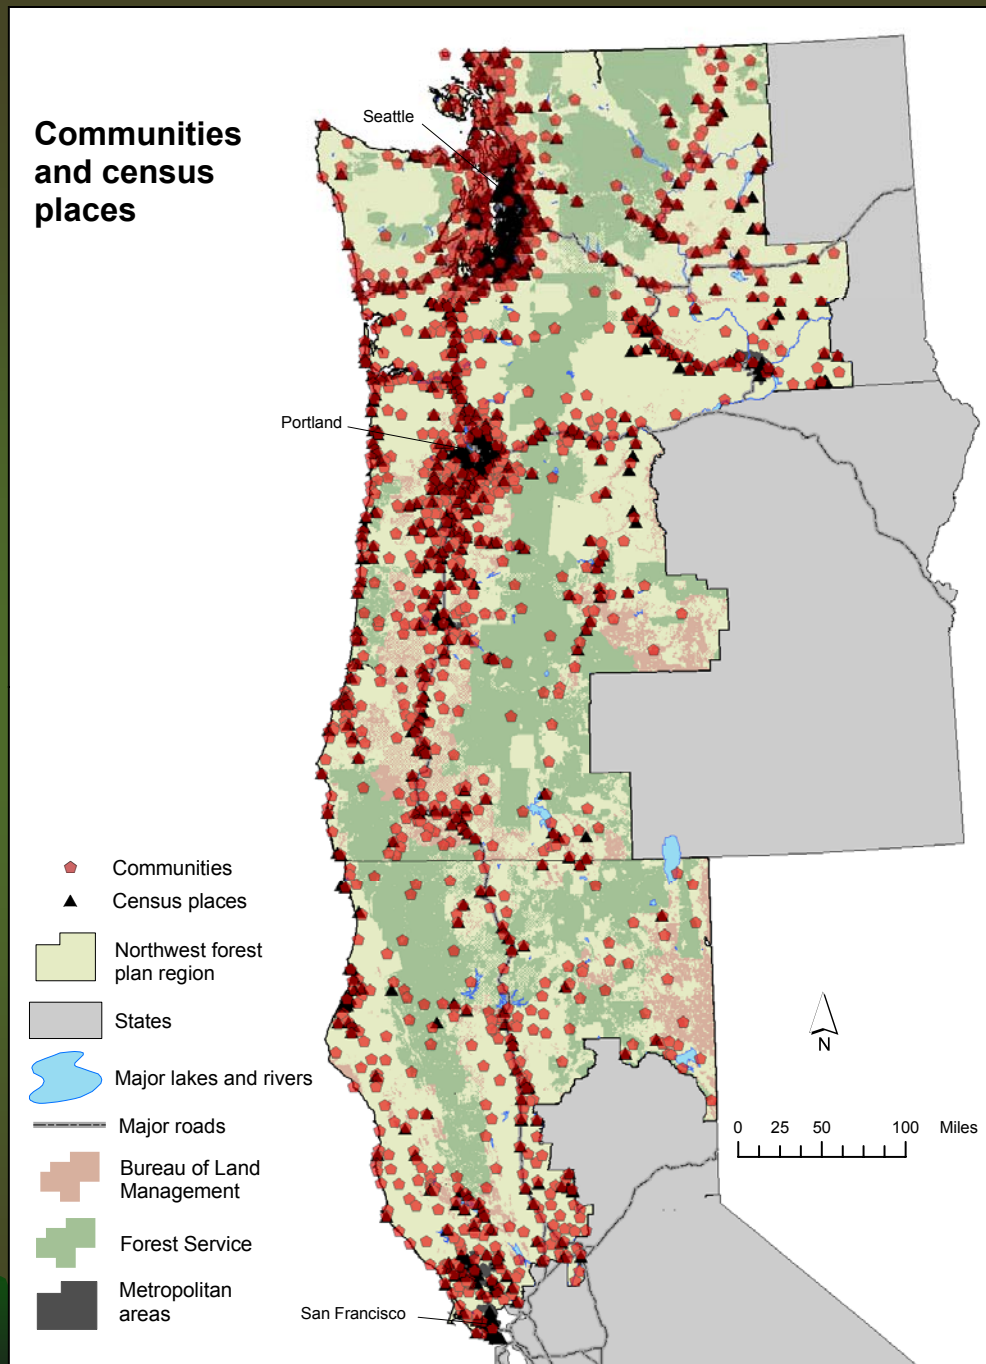 Communities
and census
places
Seattle
Portland
Communities
Census places
Northwest forest
plan region
States
Major lakes and rivers
Major roads
Bureau of Land
Management
Forest Service
Metropolitan
areas
San Francisco
N
0 25 50 100 Miles